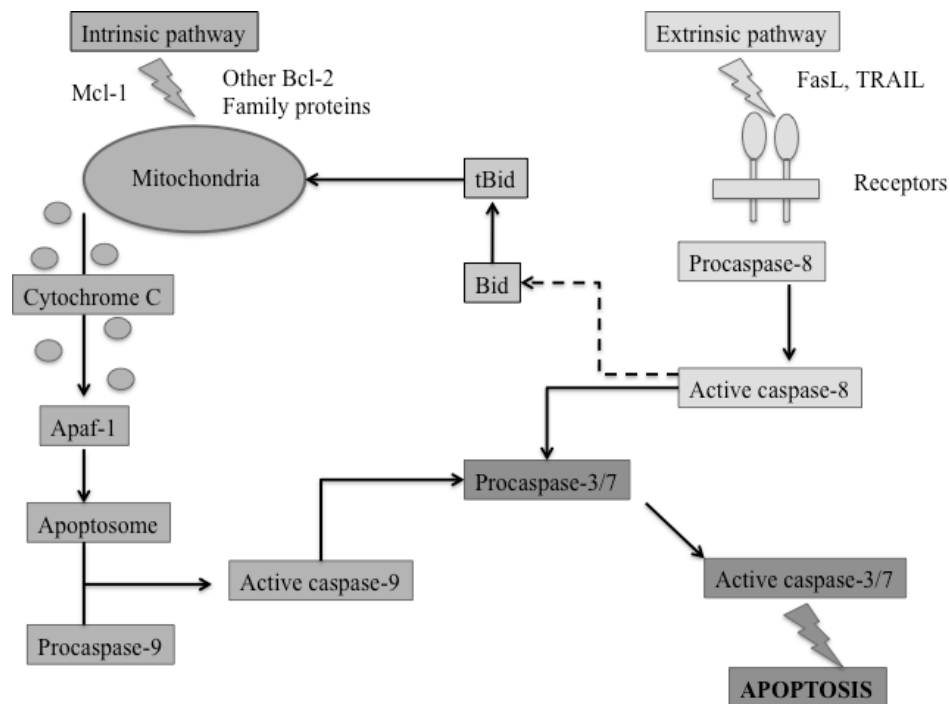 Intrinsic pathway
Extrinsic pathway
Mcl-1
Other Bcl-2
Family proteins
FasL, TRAIL
Mitochondria
tBid
Receptors
Procaspase-8
Bid
Cytochrome C
Active caspase-8
Apaf-1
Procaspase-3/7
Apoptosome
Active caspase-9
Active caspase-3/7
Procaspase-9
APOPTOSIS